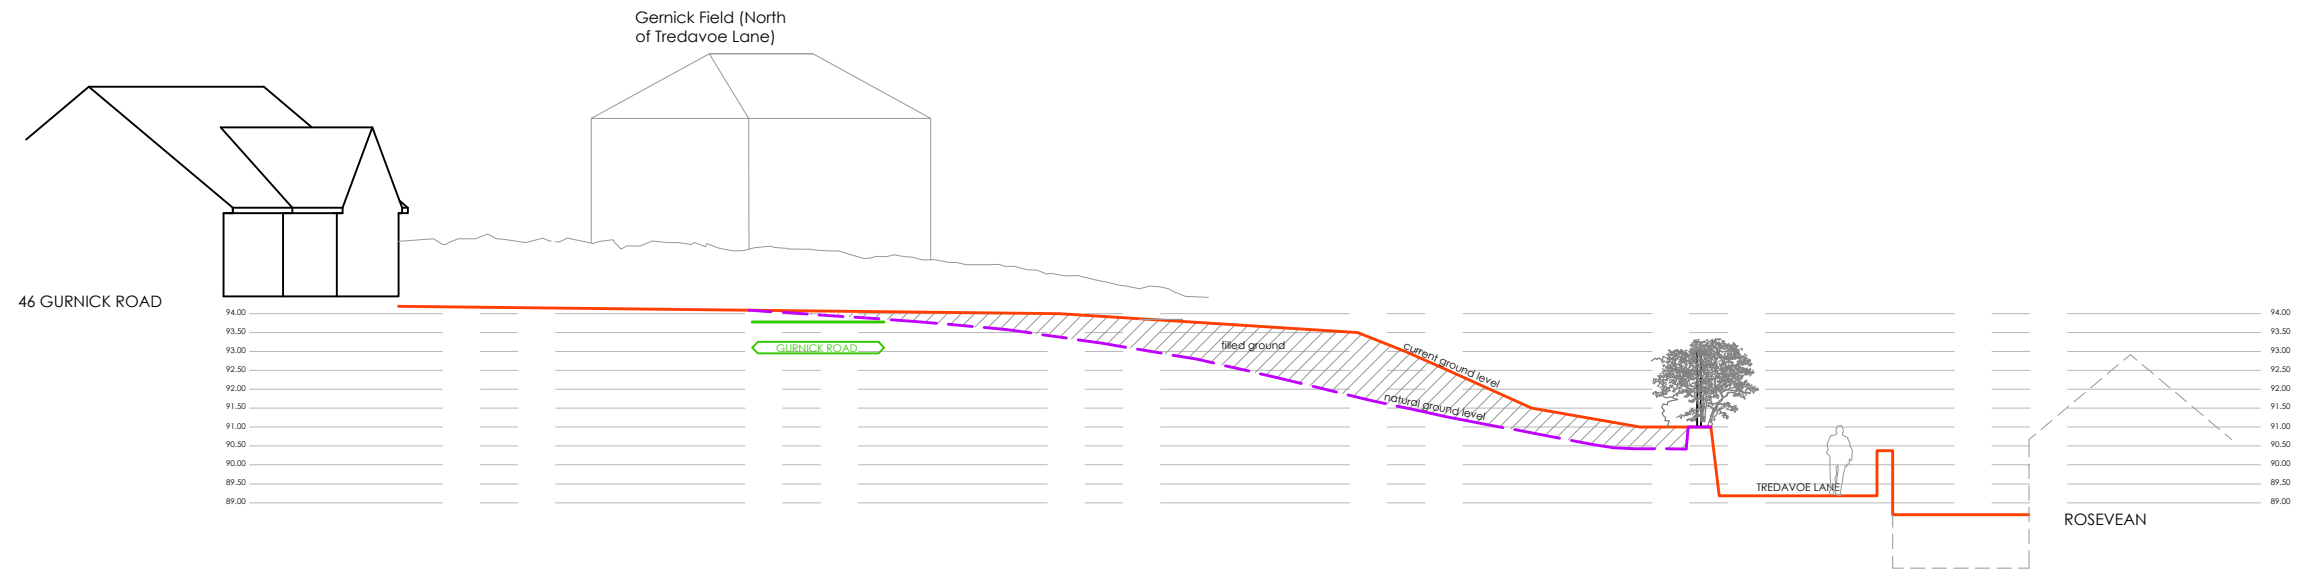 Gernick Field (North
of Tredavoe Lane)
46 GURNICK ROAD
94.00
93.50
93.00
92.50
92.00
91.50
91.00
90.50
90.00
89.50
89.00
GURNICK ROAD
filled ground
current ground level
natural ground level
TREDAVOE LANE
94.00
93.50
93.00
92.50
92.00
91.50
91.00
90.50
90.00
89.50
89.00
ROSEVEAN